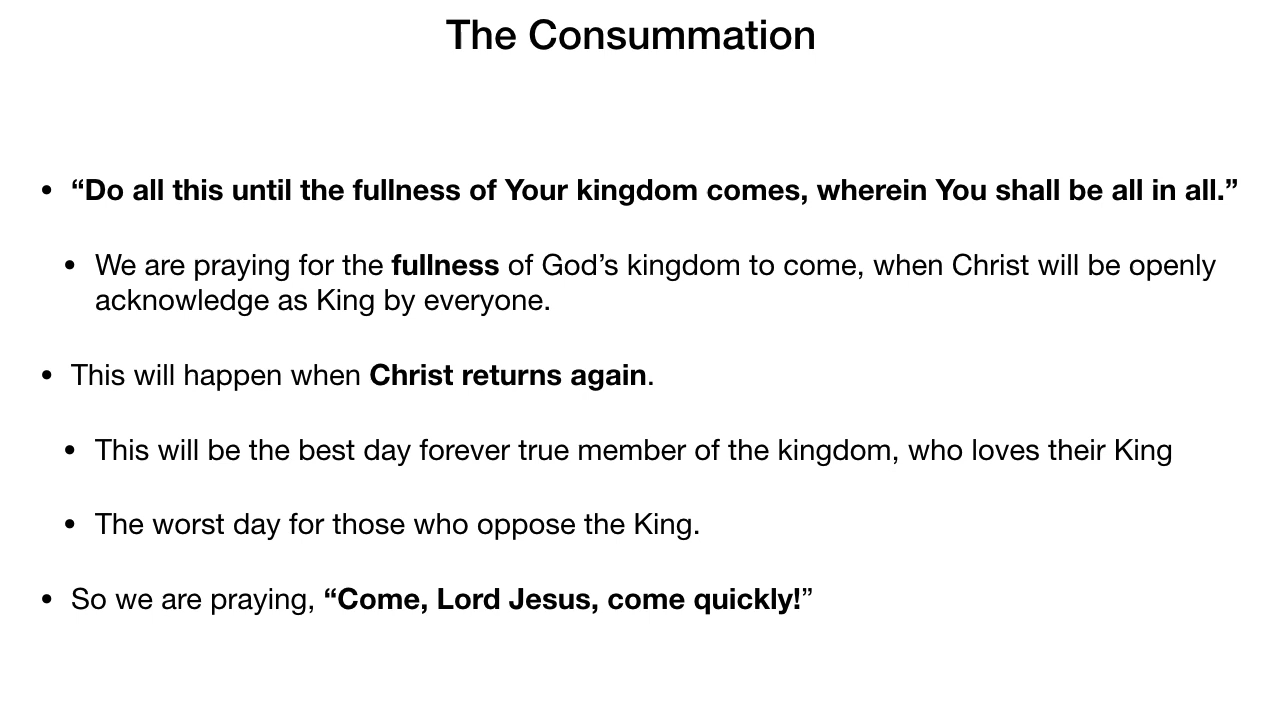 The Consummation
• “Do all this until the fullness of Your kingdom comes, wherein You shall be all in all.”
• We are praying for the fullness of God’s kingdom to come, when Christ will be openly
acknowledge as King by everyone.
• This will happen when Christ returns again.
• This will be the best day forever true member of the kingdom, who loves their King
• The worst day for those who oppose the King.
• So we are praying, “Come, Lord Jesus, come quickly!”